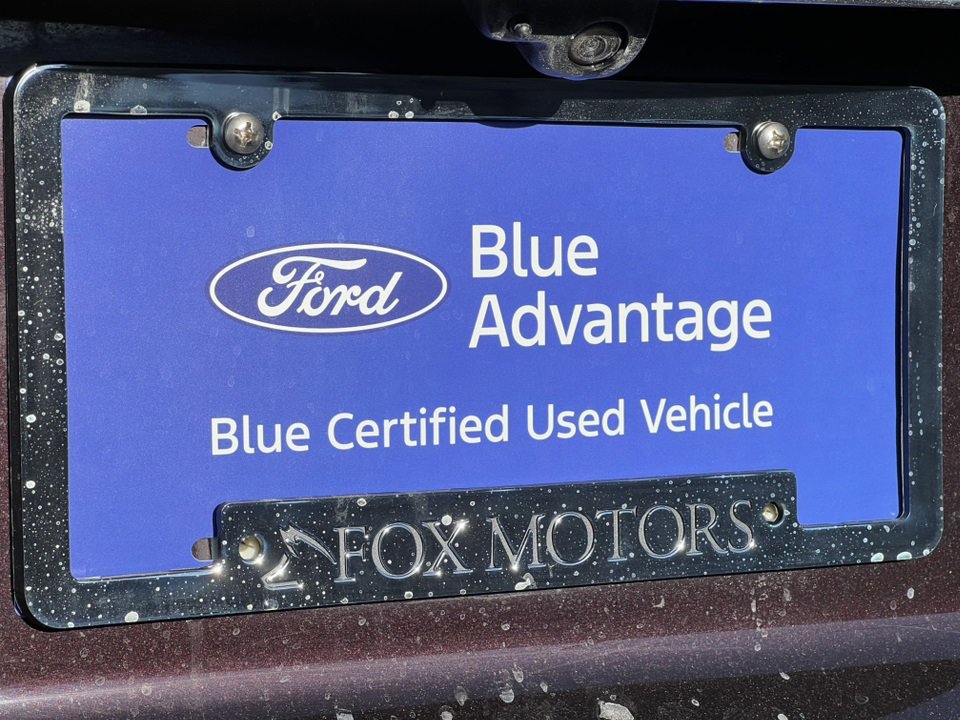 Ford
Blue
Advantage
Blue Certified Used Vehicle
FOX MOTORS